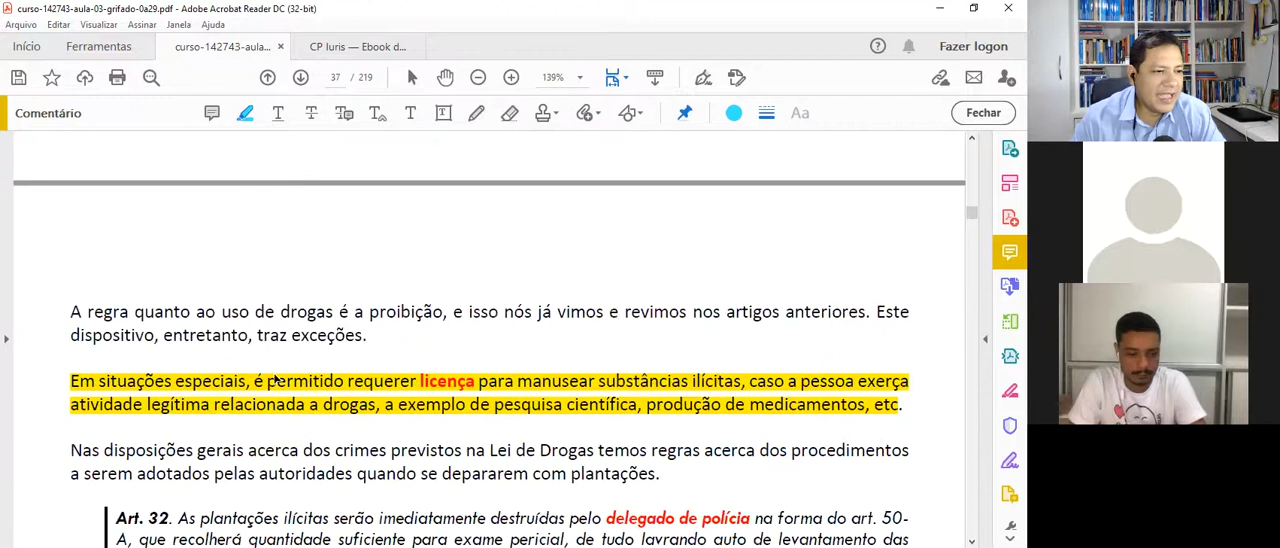 curso-142743-aula-03-grifado-0a29.pdf - Adobe Acrobat Reader DC (32-bit)
Arquivo Editar Visualizar Assinar Janela Ajuda
Início Ferramentas curso-142743-aula... × CP Iuris — Ebook d... Fazer logon
37 / 219 139%
Comentário Aa Fechar
A regra quanto ao uso de drogas é a proibição, e isso nós já vimos e revimos nos artigos anteriores. Este
dispositivo, entretanto, traz exceções.
Em situações especiais, é permitido requerer licença para manusear substâncias ilícitas, caso a pessoa exerça
atividade legítima relacionada a drogas, a exemplo de pesquisa científica, produção de medicamentos, etc.
Nas disposições gerais acerca dos crimes previstos na Lei de Drogas temos regras acerca dos procedimentos
a serem adotados pelas autoridades quando se depararem com plantações.
Art. 32. As plantações ilícitas serão imediatamente destruídas pelo delegado de polícia na forma do art. 50-
A, que recolherá quantidade suficiente para exame pericial, de tudo lavrando auto de levantamento das